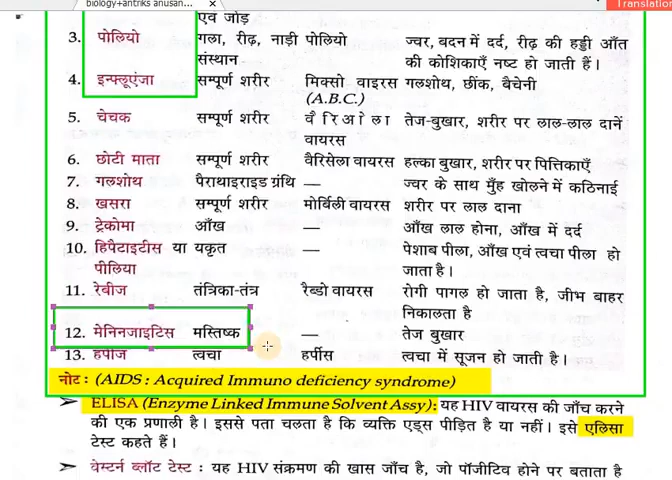 biology+antriks anusan...
×
Translation
एवं जोड़
3. पोलियो गला, रीढ़, नाड़ी पोलियो ज्वर, बदन में दर्द, रीढ़ की हड्डी आँत
संस्थान की कोशिकाएँ नष्ट हो जाती हैं।
4. इन्फ्लूएंजा सम्पूर्ण शरीर मिक्सो वाइरस गलशोथ, छींक, बैचेनी
(A.B.C.)
5. चेचक सम्पूर्ण शरीर वैरिओला तेज-बुखार, शरीर पर लाल-लाल दाने
वायरस
6. छोटी माता सम्पूर्ण शरीर वैरिसेला वायरस हल्का बुखार, शरीर पर पित्तिकाएँ
7. गलशोथ पैराथाइराइड ग्रंथि — ज्वर के साथ मुँह खोलने में कठिनाई
8. खसरा सम्पूर्ण शरीर मोर्बिली वायरस शरीर पर लाल दाना
9. ट्रेकोमा आँख — आँख लाल होना, आँख में दर्द
10. हिपैटाइटीस या यकृत — पेशाब पीला, आँख एवं त्वचा पीला हो
पीलिया जाता है।
11. रेबीज तंत्रिका-तंत्र रैब्डो वायरस रोगी पागल हो जाता है, जीभ बाहर
निकालता है
12. मेनिनजाइटिस मस्तिष्क — तेज बुखार
13. हर्पीज त्वचा हर्पीस त्वचा में सूजन हो जाती है।
नोट: (AIDS : Acquired Immuno deficiency syndrome)
➤ ELISA (Enzyme Linked Immune Solvent Assy) : यह HIV वायरस की जाँच करने
की एक प्रणाली है। इससे पता चलता है कि व्यक्ति एड्स पीड़ित है या नहीं। इसे एलिसा
टेस्ट कहते हैं।
➤ वेस्टर्न ब्लॉट टेस्ट : यह HIV संक्रमण की खास जाँच है, जो पॉजीटिव होने पर बताता है